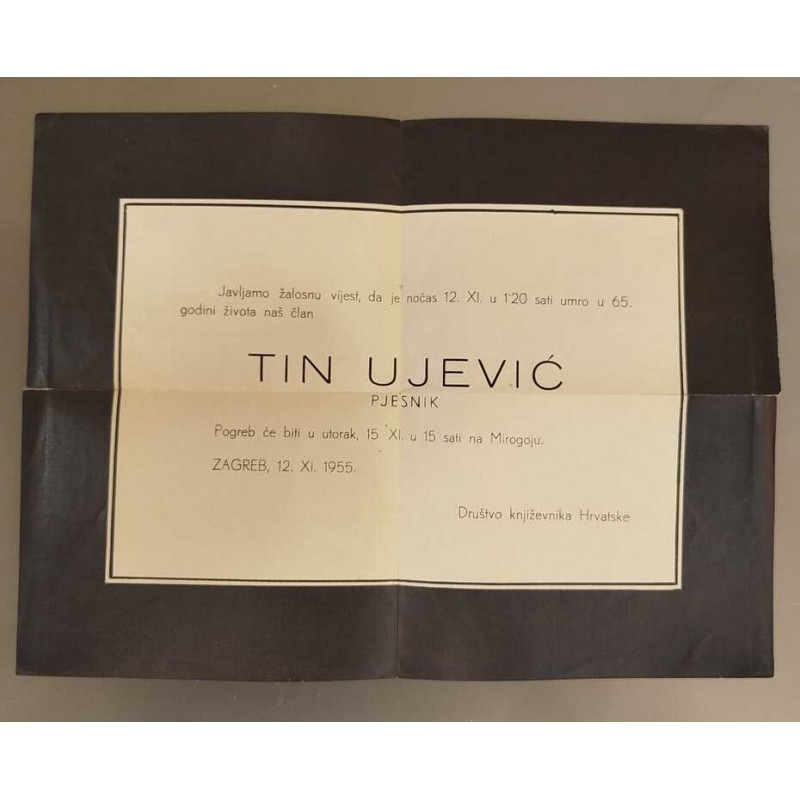 Javljamo žalosnu vijest, da je noćas 12. XI. u 1'20 sati umro u 65.
godini života naš član
TIN UJEVIĆ
PJESNIK
Pogreb će biti u utorak, 15 XI. u 15 sati na Mirogoju.
ZAGREB, 12. XI. 1955.
Društvo književnika Hrvatske